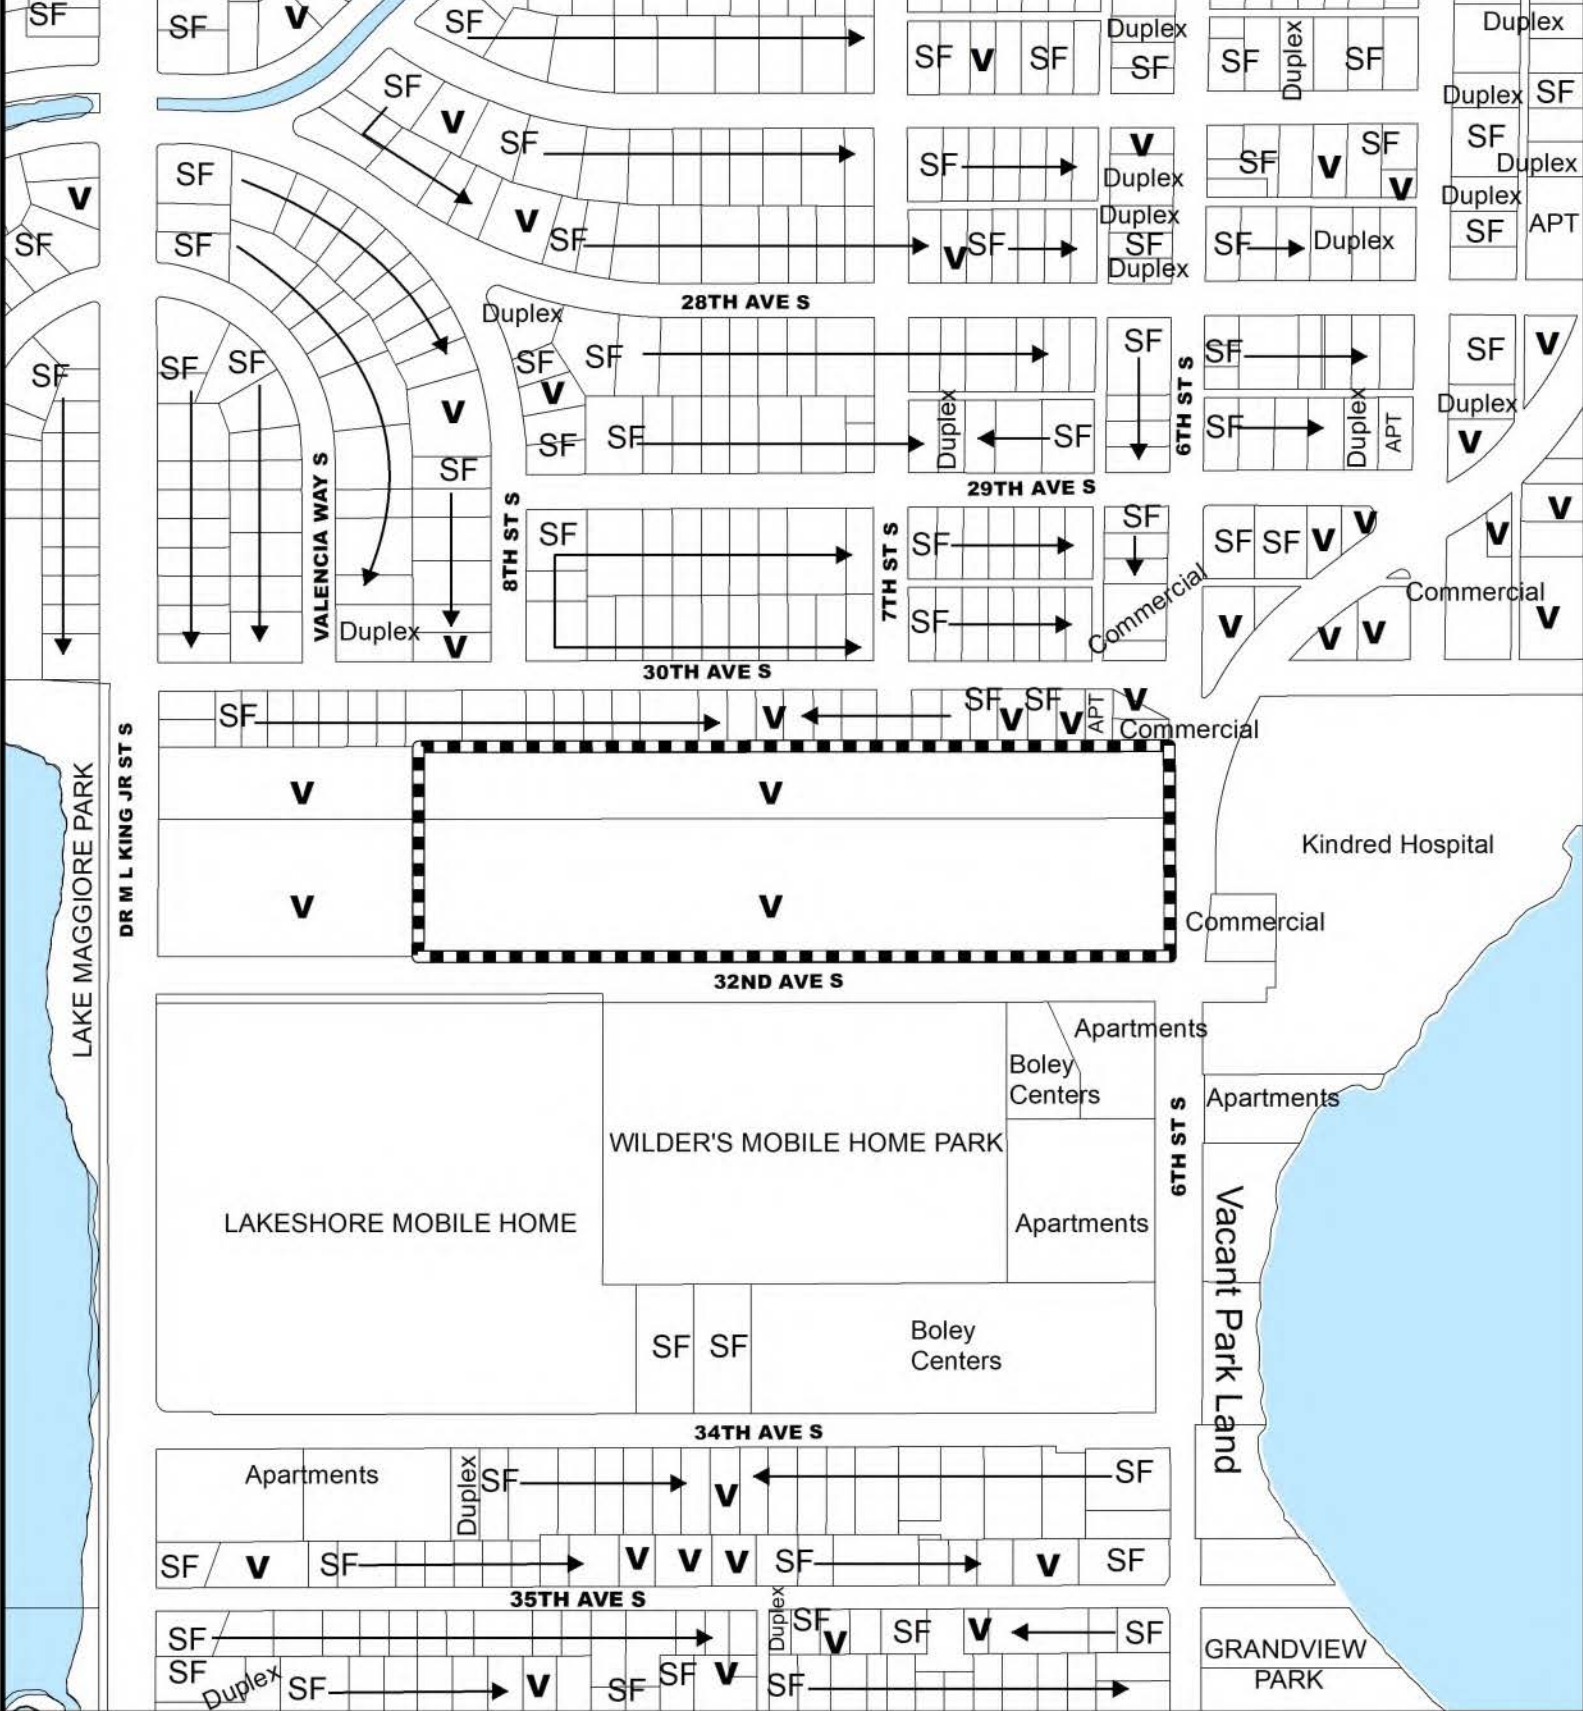 SF
SF
V
SF
Duplex
SF
V
SF
SF
SF
Duplex
SF
Duplex
Duplex
SF
SF
V
SF
SF
V
Duplex
SF
V
SF
V
SF
Duplex
Duplex
SF
APT
SF
V
SF
SF
V
SF
V
SF
Duplex
SF
Duplex
SF
Duplex
28TH AVE S
Duplex
SF
SF
SF
SF
V
SF
SF
6TH ST S
SF
SF
V
V
SF
SF
SF
Duplex
SF
SF
Duplex
APT
Duplex
V
V
SF
VALENCIA WAY S
8TH ST S
29TH AVE S
SF
7TH ST S
SF
SF
SF
SF
V
V
V
V
Commercial
SF
Commercial
V
V
V
V
Duplex
V
30TH AVE S
SF
V
SF
V
SF
V
APT
V
Commercial
LAKE MAGGIORE PARK
DR M L KING JR ST S
V
V
Kindred Hospital
V
V
Commercial
32ND AVE S
Apartments
Boley
Centers
Apartments
WILDER'S MOBILE HOME PARK
6TH ST S
LAKESHORE MOBILE HOME
Apartments
Vacant Park Land
SF
SF
Boley
Centers
34TH AVE S
Apartments
Duplex
SF
V
SF
SF
V
SF
V
V
V
SF
V
SF
35TH AVE S
SF
Duplex
SF
V
SF
V
SF
GRANDVIEW
PARK
SF
Duplex
SF
V
SF
SF
V
SF